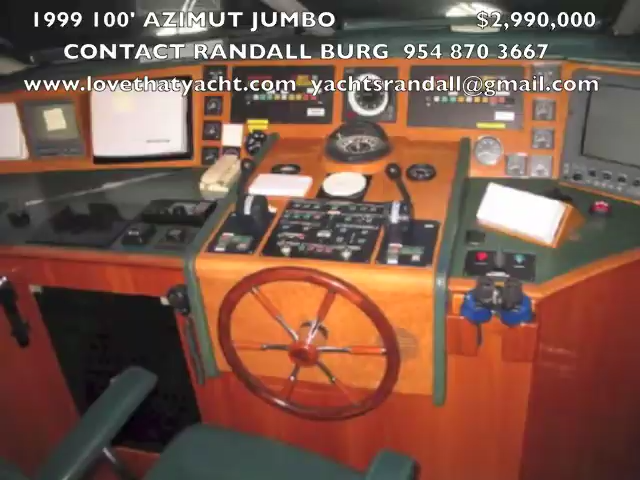 1999 100' AZIMUT JUMBO $2,990,000
CONTACT RANDALL BURG 954 870 3667
www.lovethatyacht.com yachtsrandall@gmail.com